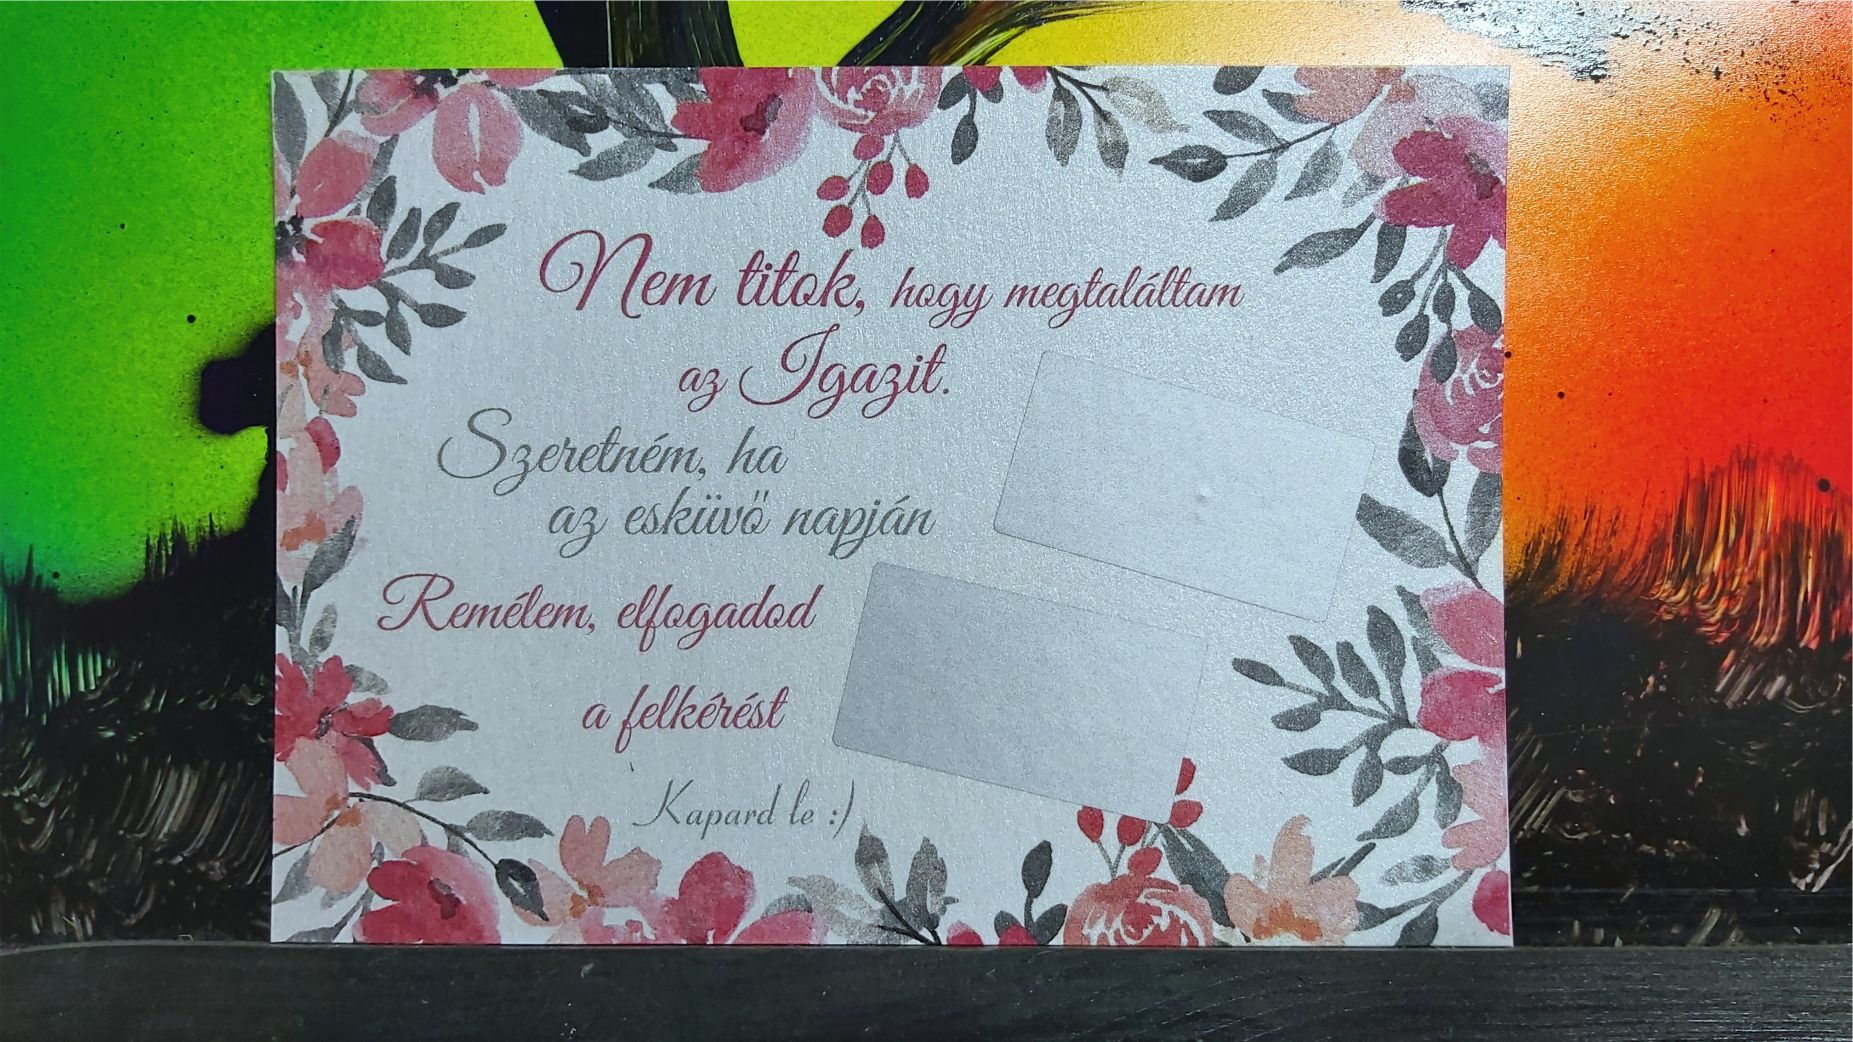 Nem titok, hogy megtaláltam
az Igazit.
Szeretném, ha
az esküvő napján
Remélem, elfogadod
a felkérést
Kapard le :)